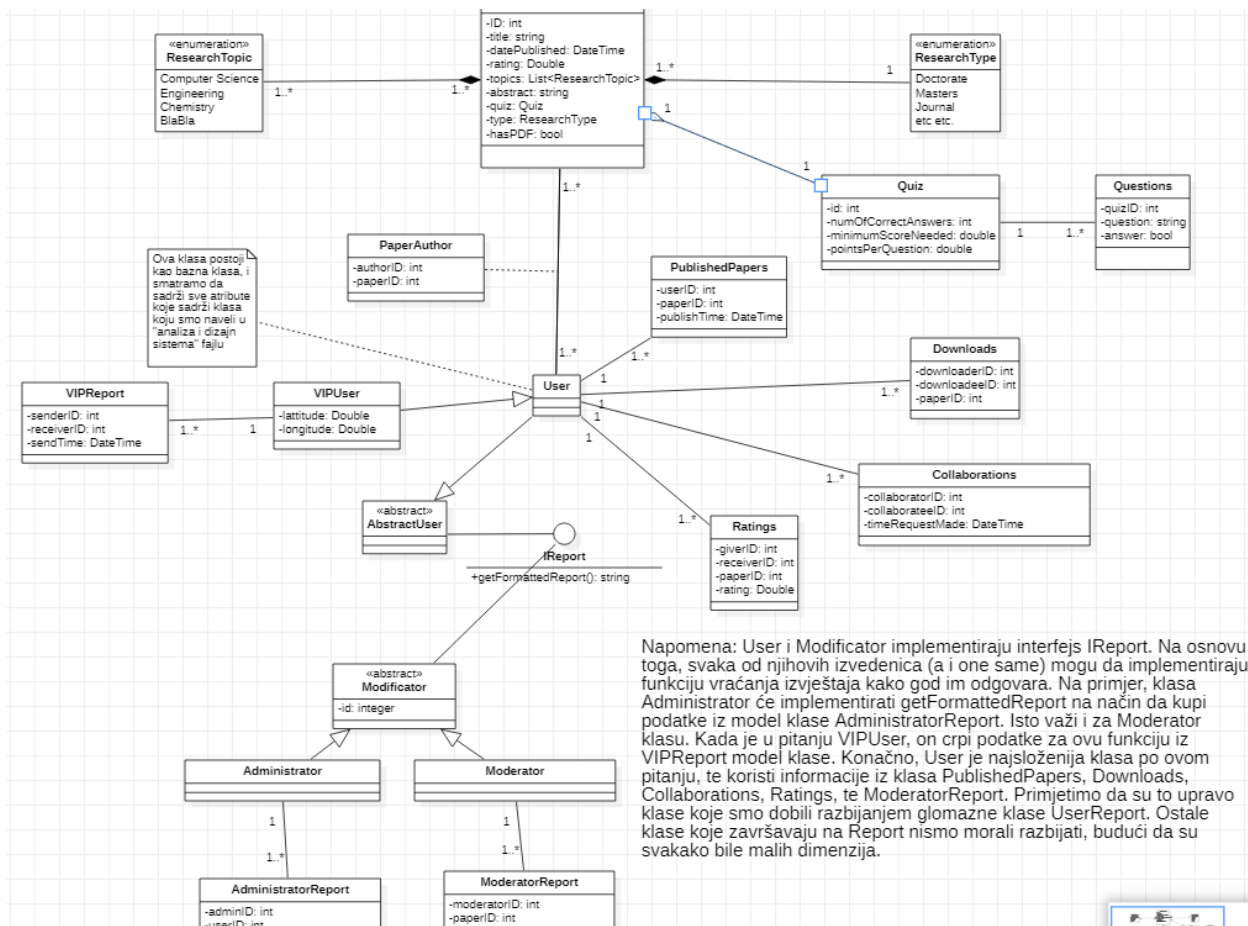 -ID: int
-title: string
-datePublished: DateTime
-rating: Double
-topics: List<ResearchTopic>
-abstract: string
-quiz: Quiz
-type: ResearchType
-hasPDF: bool
«enumeration»
ResearchTopic
Computer Science
Engineering
Chemistry
BlaBla
1..*
1..*
1..*
1
«enumeration»
ResearchType
Doctorate
Masters
Journal
etc etc.
1
1
Quiz
-id: int
-numOfCorrectAnswers: int
-minimumScoreNeeded: double
-pointsPerQuestion: double
1
1..*
Questions
-quizID: int
-question: string
-answer: bool
1..*
PaperAuthor
-authorID: int
-paperID: int
Ova klasa postoji
kao bazna klasa, i
smatramo da
sadrži sve atribute
koje sadrži klasa
koju smo naveli u
"analiza i dizajn
sistema" fajlu
PublishedPapers
-userID: int
-paperID: int
-publishTime: DateTime
1..*
1..*
Downloads
-downloaderID: int
-downloadeeID: int
-paperID: int
VIPReport
-senderID: int
-receiverID: int
-sendTime: DateTime
1..*
1
VIPUser
-lattitude: Double
-longitude: Double
User
1
1
1
1
1..*
1..*
1..*
Collaborations
-collaboratorID: int
-collaborateeID: int
-timeRequestMade: DateTime
«abstract»
AbstractUser
IReport
+getFormattedReport(): string
Ratings
-giverID: int
-receiverID: int
-paperID: int
-rating: Double
«abstract»
Modificator
-id: integer
Napomena: User i Modificator implementiraju interfejs IReport. Na osnovu
toga, svaka od njihovih izvedenica (a i one same) mogu da implementiraju
funkciju vraćanja izvještaja kako god im odgovara. Na primjer, klasa
Administrator će implementirati getFormattedReport na način da kupi
podatke iz model klase AdministratorReport. Isto važi i za Moderator
klasu. Kada je u pitanju VIPUser, on crpi podatke za ovu funkciju iz
VIPReport model klase. Konačno, User je najsloženija klasa po ovom
pitanju, te koristi informacije iz klasa PublishedPapers, Downloads,
Collaborations, Ratings, te ModeratorReport. Primjetimo da su to upravo
klase koje smo dobili razbijanjem glomazne klase UserReport. Ostale
klase koje završavaju na Report nismo morali razbijati, budući da su
svakako bile malih dimenzija.
Administrator
Moderator
1
1..*
1
1..*
AdministratorReport
-adminID: int
-userID: int
ModeratorReport
-moderatorID: int
-paperID: int